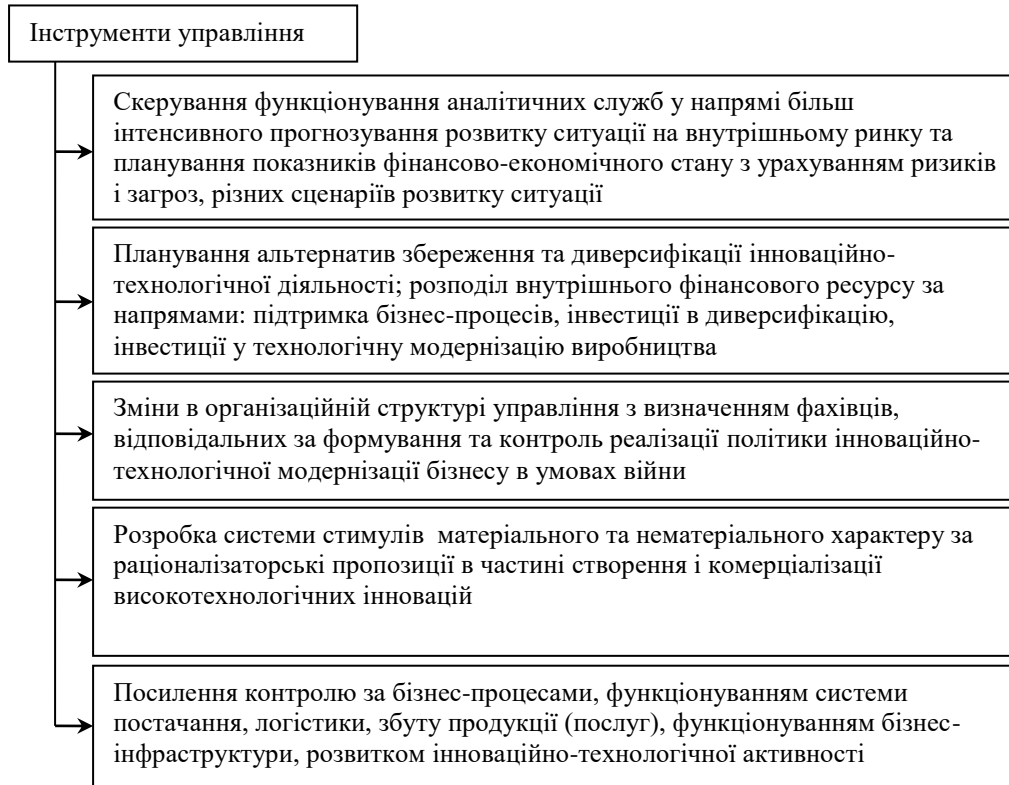 Інструменти управління
Скерування функціонування аналітичних служб у напрямі більш
інтенсивного прогнозування розвитку ситуації на внутрішньому ринку та
планування показників фінансово-економічного стану з урахуванням ризиків
і загроз, різних сценаріїв розвитку ситуації
Планування альтернатив збереження та диверсифікації інноваційно-
технологічної діяльності; розподіл внутрішнього фінансового ресурсу за
напрямами: підтримка бізнес-процесів, інвестиції в диверсифікацію,
інвестиції у технологічну модернізацію виробництва
Зміни в організаційній структурі управління з визначенням фахівців,
відповідальних за формування та контроль реалізації політики інноваційно-
технологічної модернізації бізнесу в умовах війни
Розробка системи стимулів  матеріального та нематеріального характеру за
раціоналізаторські пропозиції в частині створення і комерціалізації
високотехнологічних інновацій
Посилення контролю за бізнес-процесами, функціонуванням системи
постачання, логістики, збуту продукції (послуг), функціонуванням бізнес-
інфраструктури, розвитком інноваційно-технологічної активності